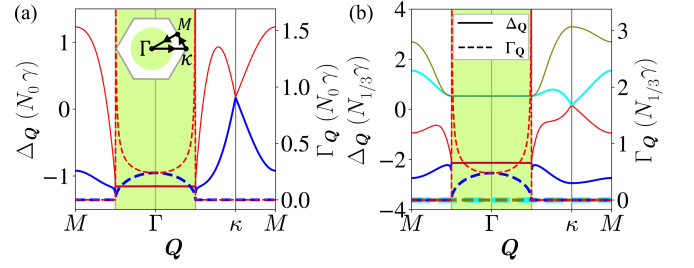 (a)
Δ_Q (N_0 γ)
1
0
−1
Γ
M
κ
1.5
1.0
0.5
0.0
Γ_Q (N_0 γ)
M
Γ
κ
M
Q
(b)
Δ_Q (N_{1/3} γ)
4
2
0
−2
−4
Δ_Q
Γ_Q
3
2
1
0
Γ_Q (N_{1/3} γ)
M
Γ
κ
M
Q